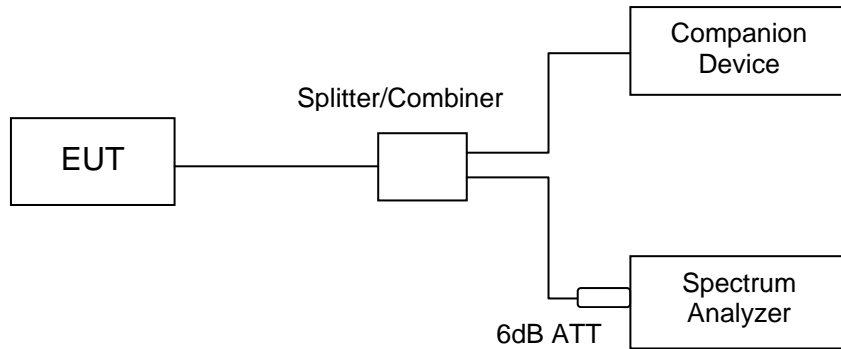 Companion
Device
Splitter/Combiner
EUT
Spectrum
Analyzer
6dB ATT